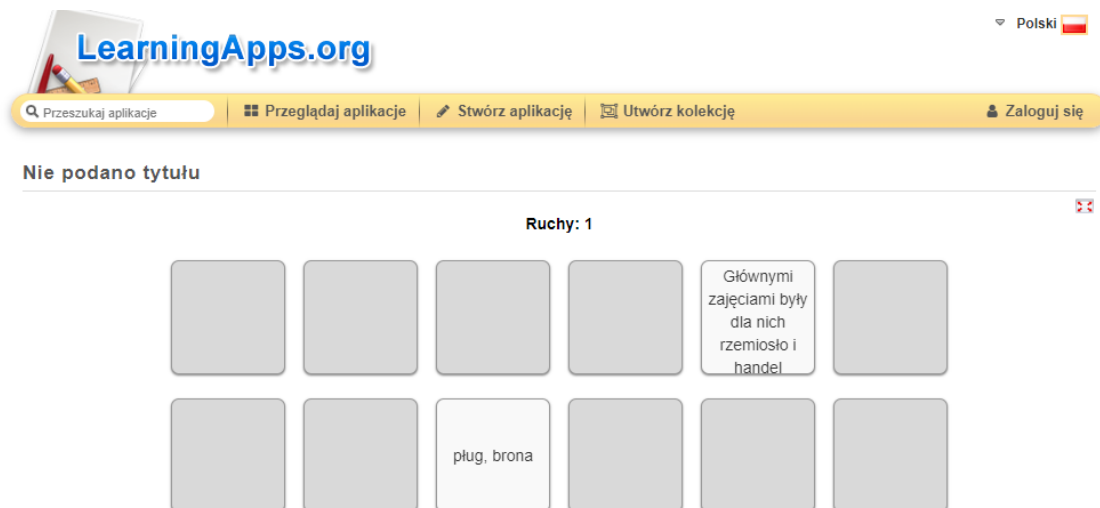 LearningApps.org
Polski
Przeszukaj aplikacje
Przeglądaj aplikacje
Stwórz aplikację
Utwórz kolekcję
Zaloguj się
Nie podano tytułu
Ruchy: 1
Głównymi
zajęciami były
dla nich
rzemiosło i
handel
pług, brona